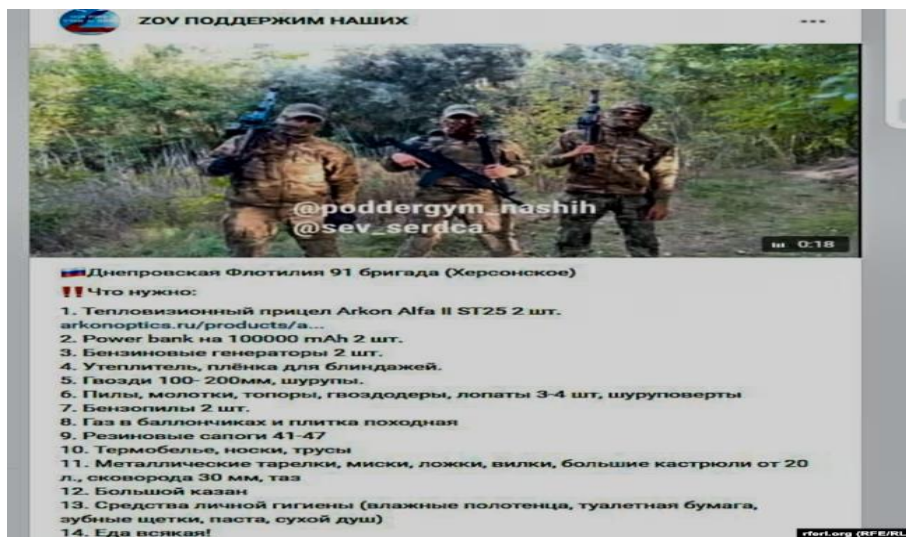 ZOV ПОДДЕРЖИМ НАШИХ
@poddergym_nashih
@sev_serdca
0:18
Днепровская Флотилия 91 бригада (Херсонское)
‼Что нужно:
1. Тепловизионный прицел Arkon Alfa II ST25 2 шт.
arkonoptics.ru/products/a...
2. Power bank на 100000 mAh 2 шт.
3. Бензиновые генераторы 2 шт.
4. Утеплитель, плёнка для блиндажей.
5. Гвозди 100- 200мм, шурупы.
6. Пилы, молотки, топоры, гвоздодеры, лопаты 3-4 шт, шуруповерты
7. Бензопилы 2 шт.
8. Газ в баллончиках и плитка походная
9. Резиновые сапоги 41-47
10. Термобелье, носки, трусы
11. Металлические тарелки, миски, ложки, вилки, большие кастрюли от 20
л., сковорода 30 мм, таз
12. Большой казан
13. Средства личной гигиены (влажные полотенца, туалетная бумага,
зубные щетки, паста, сухой душ)
14. Еда всякая!
rferl.org (RFE/RL